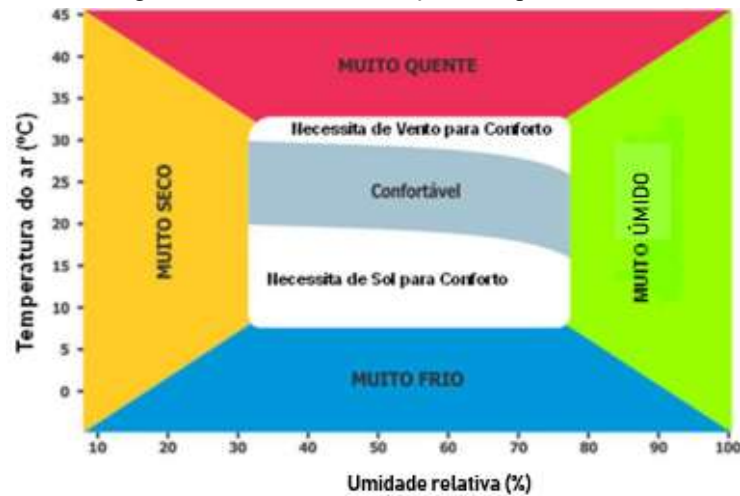 45
MUITO QUENTE
40
35
Necessita de Vento para Conforto
30
25
Confortável
20
15
Necessita de Sol para Conforto
10
5
MUITO FRIO
0
Temperatura do ar (ºC)
MUITO SECO
MUITO ÚMIDO
10 20 30 40 50 60 70 80 90 100
Umidade relativa (%)